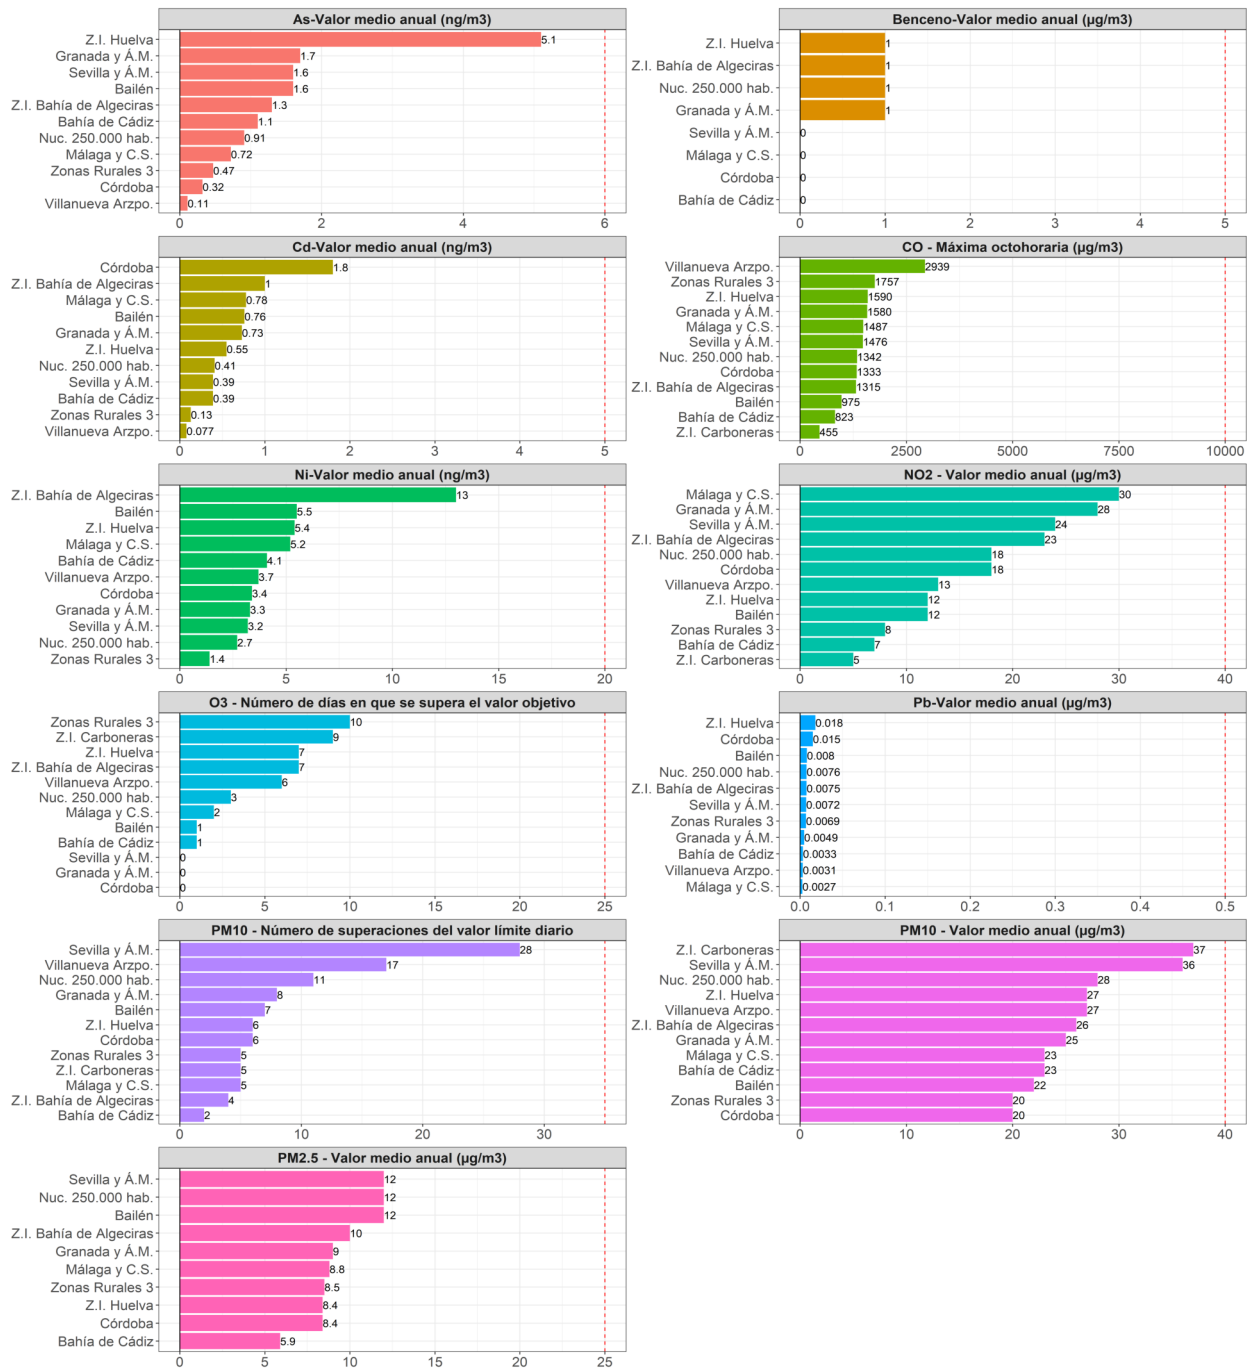 As-Valor medio anual (ng/m3)
Z.I. Huelva 5.1
Granada y Á.M. 1.7
Sevilla y Á.M. 1.6
Bailén 1.6
Z.I. Bahía de Algeciras 1.3
Bahía de Cádiz 1.1
Nuc. 250.000 hab. 0.91
Málaga y C.S. 0.72
Zonas Rurales 3 0.47
Córdoba 0.32
Villanueva Arzpo. 0.11
0 2 4 6
Benceno-Valor medio anual (µg/m3)
Z.I. Huelva 1
Z.I. Bahía de Algeciras 1
Nuc. 250.000 hab. 1
Granada y Á.M. 1
Sevilla y Á.M. 0
Málaga y C.S. 0
Córdoba 0
Bahía de Cádiz 0
0 1 2 3 4 5
Cd-Valor medio anual (ng/m3)
Córdoba 1.8
Z.I. Bahía de Algeciras 1
Málaga y C.S. 0.78
Bailén 0.76
Granada y Á.M. 0.73
Z.I. Huelva 0.55
Nuc. 250.000 hab. 0.41
Sevilla y Á.M. 0.39
Bahía de Cádiz 0.39
Zonas Rurales 3 0.13
Villanueva Arzpo. 0.077
0 1 2 3 4 5
CO - Máxima octohoraria (µg/m3)
Villanueva Arzpo. 2939
Zonas Rurales 3 1757
Z.I. Huelva 1590
Granada y Á.M. 1580
Málaga y C.S. 1487
Sevilla y Á.M. 1476
Nuc. 250.000 hab. 1342
Córdoba 1333
Z.I. Bahía de Algeciras 1315
Bailén 975
Bahía de Cádiz 823
Z.I. Carboneras 455
0 2500 5000 7500 10000
Ni-Valor medio anual (ng/m3)
Z.I. Bahía de Algeciras 13
Bailén 5.5
Z.I. Huelva 5.4
Málaga y C.S. 5.2
Bahía de Cádiz 4.1
Villanueva Arzpo. 3.7
Córdoba 3.4
Granada y Á.M. 3.3
Sevilla y Á.M. 3.2
Nuc. 250.000 hab. 2.7
Zonas Rurales 3 1.4
0 5 10 15 20
NO2 - Valor medio anual (µg/m3)
Málaga y C.S. 30
Granada y Á.M. 28
Sevilla y Á.M. 24
Z.I. Bahía de Algeciras 23
Nuc. 250.000 hab. 18
Córdoba 18
Villanueva Arzpo. 13
Z.I. Huelva 12
Bailén 12
Zonas Rurales 3 8
Bahía de Cádiz 7
Z.I. Carboneras 5
0 10 20 30 40
O3 - Número de días en que se supera el valor objetivo
Zonas Rurales 3 10
Z.I. Carboneras 9
Z.I. Huelva 7
Z.I. Bahía de Algeciras 7
Villanueva Arzpo. 6
Nuc. 250.000 hab. 3
Málaga y C.S. 2
Bailén 1
Bahía de Cádiz 1
Sevilla y Á.M. 0
Granada y Á.M. 0
Córdoba 0
0 5 10 15 20 25
Pb-Valor medio anual (µg/m3)
Z.I. Huelva 0.018
Córdoba 0.015
Bailén 0.008
Nuc. 250.000 hab. 0.0076
Z.I. Bahía de Algeciras 0.0075
Sevilla y Á.M. 0.0072
Zonas Rurales 3 0.0069
Granada y Á.M. 0.0049
Bahía de Cádiz 0.0033
Villanueva Arzpo. 0.0031
Málaga y C.S. 0.0027
0.0 0.1 0.2 0.3 0.4 0.5
PM10 - Número de superaciones del valor límite diario
Sevilla y Á.M. 28
Villanueva Arzpo. 17
Nuc. 250.000 hab. 11
Granada y Á.M. 8
Bailén 7
Z.I. Huelva 6
Córdoba 6
Zonas Rurales 3 5
Z.I. Carboneras 5
Málaga y C.S. 5
Z.I. Bahía de Algeciras 4
Bahía de Cádiz 2
0 10 20 30
PM10 - Valor medio anual (µg/m3)
Z.I. Carboneras 37
Sevilla y Á.M. 36
Nuc. 250.000 hab. 28
Z.I. Huelva 27
Villanueva Arzpo. 27
Z.I. Bahía de Algeciras 26
Granada y Á.M. 25
Málaga y C.S. 23
Bahía de Cádiz 23
Bailén 22
Zonas Rurales 3 20
Córdoba 20
0 10 20 30 40
PM2.5 - Valor medio anual (µg/m3)
Sevilla y Á.M. 12
Nuc. 250.000 hab. 12
Bailén 12
Z.I. Bahía de Algeciras 10
Granada y Á.M. 9
Málaga y C.S. 8.8
Zonas Rurales 3 8.5
Z.I. Huelva 8.4
Córdoba 8.4
Bahía de Cádiz 5.9
0 5 10 15 20 25